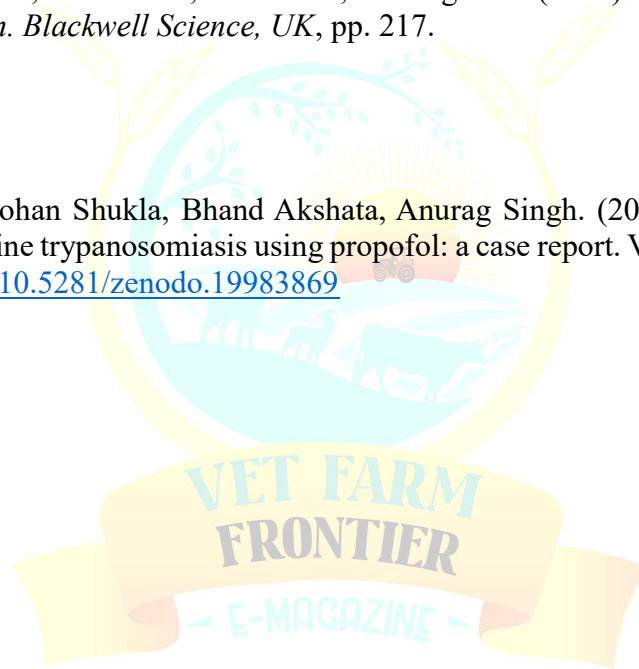 n. Blackwell Science, UK, pp. 217.
ohan Shukla, Bhand Akshata, Anurag Singh. (20
ine trypanosomiasis using propofol: a case report. V
10.5281/zenodo.19983869
VET FARM
FRONTIER
E-MAGAZINE